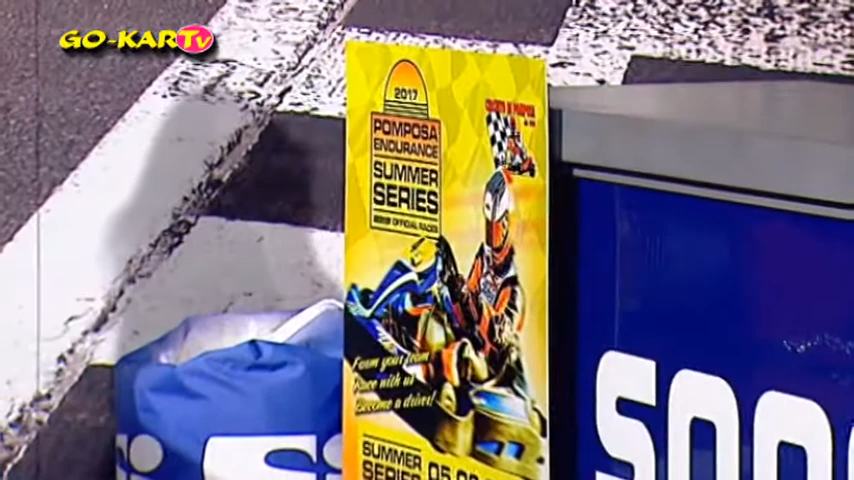 GO-KARTv
2017
POMPOSA
ENDURANCE
SUMMER
SERIES
OFFICIAL RACES
Form your team
Race with us
Become a driver!
SUMMER
SERIES